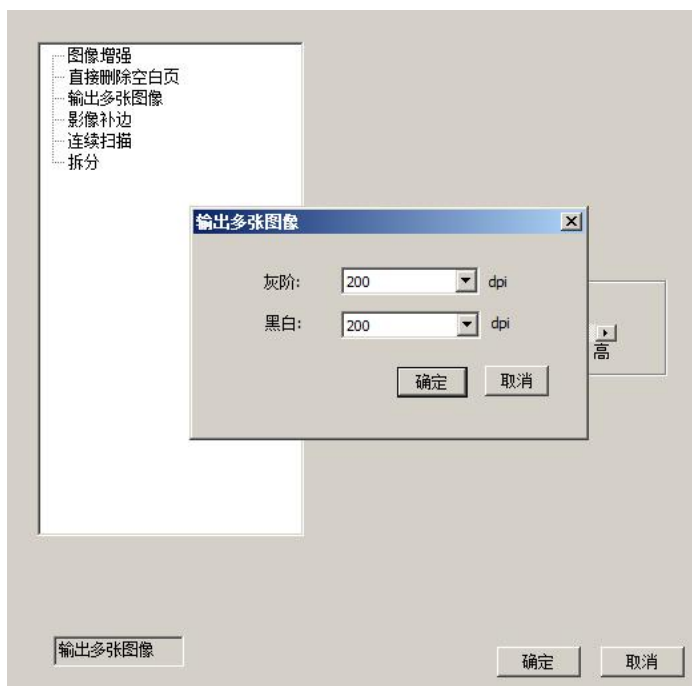 图像增强
直接删除空白页
输出多张图像
影像补边
连续扫描
拆分
输出多张图像
灰阶: 200 dpi
黑白: 200 dpi
高
确定 取消
输出多张图像
确定 取消